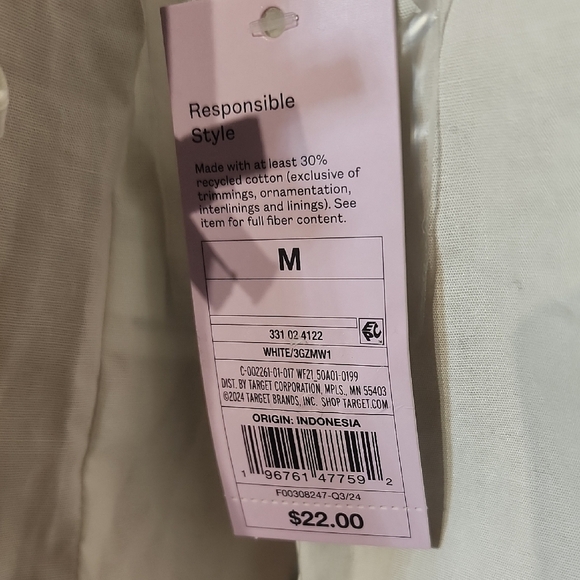 Responsible
Style
Made with at least 30%
recycled cotton (exclusive of
trimmings, ornamentation,
interlinings and linings). See
item for full fiber content.
M
331 02 4122
WHITE/3GZMW1
C-002261-01-017 WF21 50A01-0199
DIST. BY TARGET CORPORATION, MPLS., MN 55403
©2024 TARGET BRANDS, INC. SHOP TARGET.COM
ORIGIN: INDONESIA
1 96761 47759 2
F00308247-Q3/24
$22.00